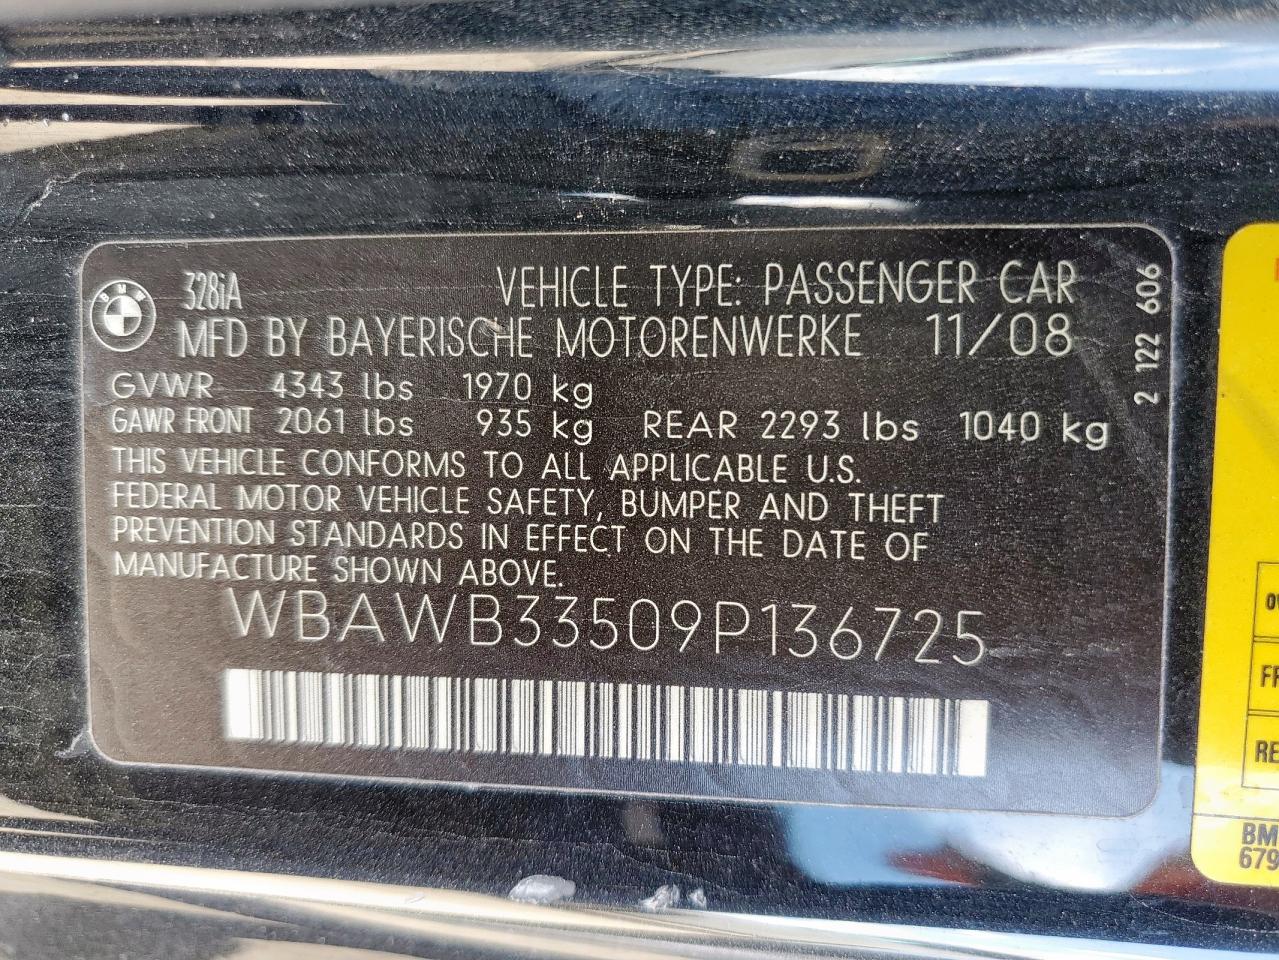 BMW
328iA
VEHICLE TYPE: PASSENGER CAR
MFD BY BAYERISCHE MOTORENWERKE 11/08
GVWR 4343 lbs 1970 kg
GAWR FRONT 2061 lbs 935 kg REAR 2293 lbs 1040 kg
THIS VEHICLE CONFORMS TO ALL APPLICABLE U.S.
FEDERAL MOTOR VEHICLE SAFETY, BUMPER AND THEFT
PREVENTION STANDARDS IN EFFECT ON THE DATE OF
MANUFACTURE SHOWN ABOVE.
WBAWB33509P136725
2 122 606